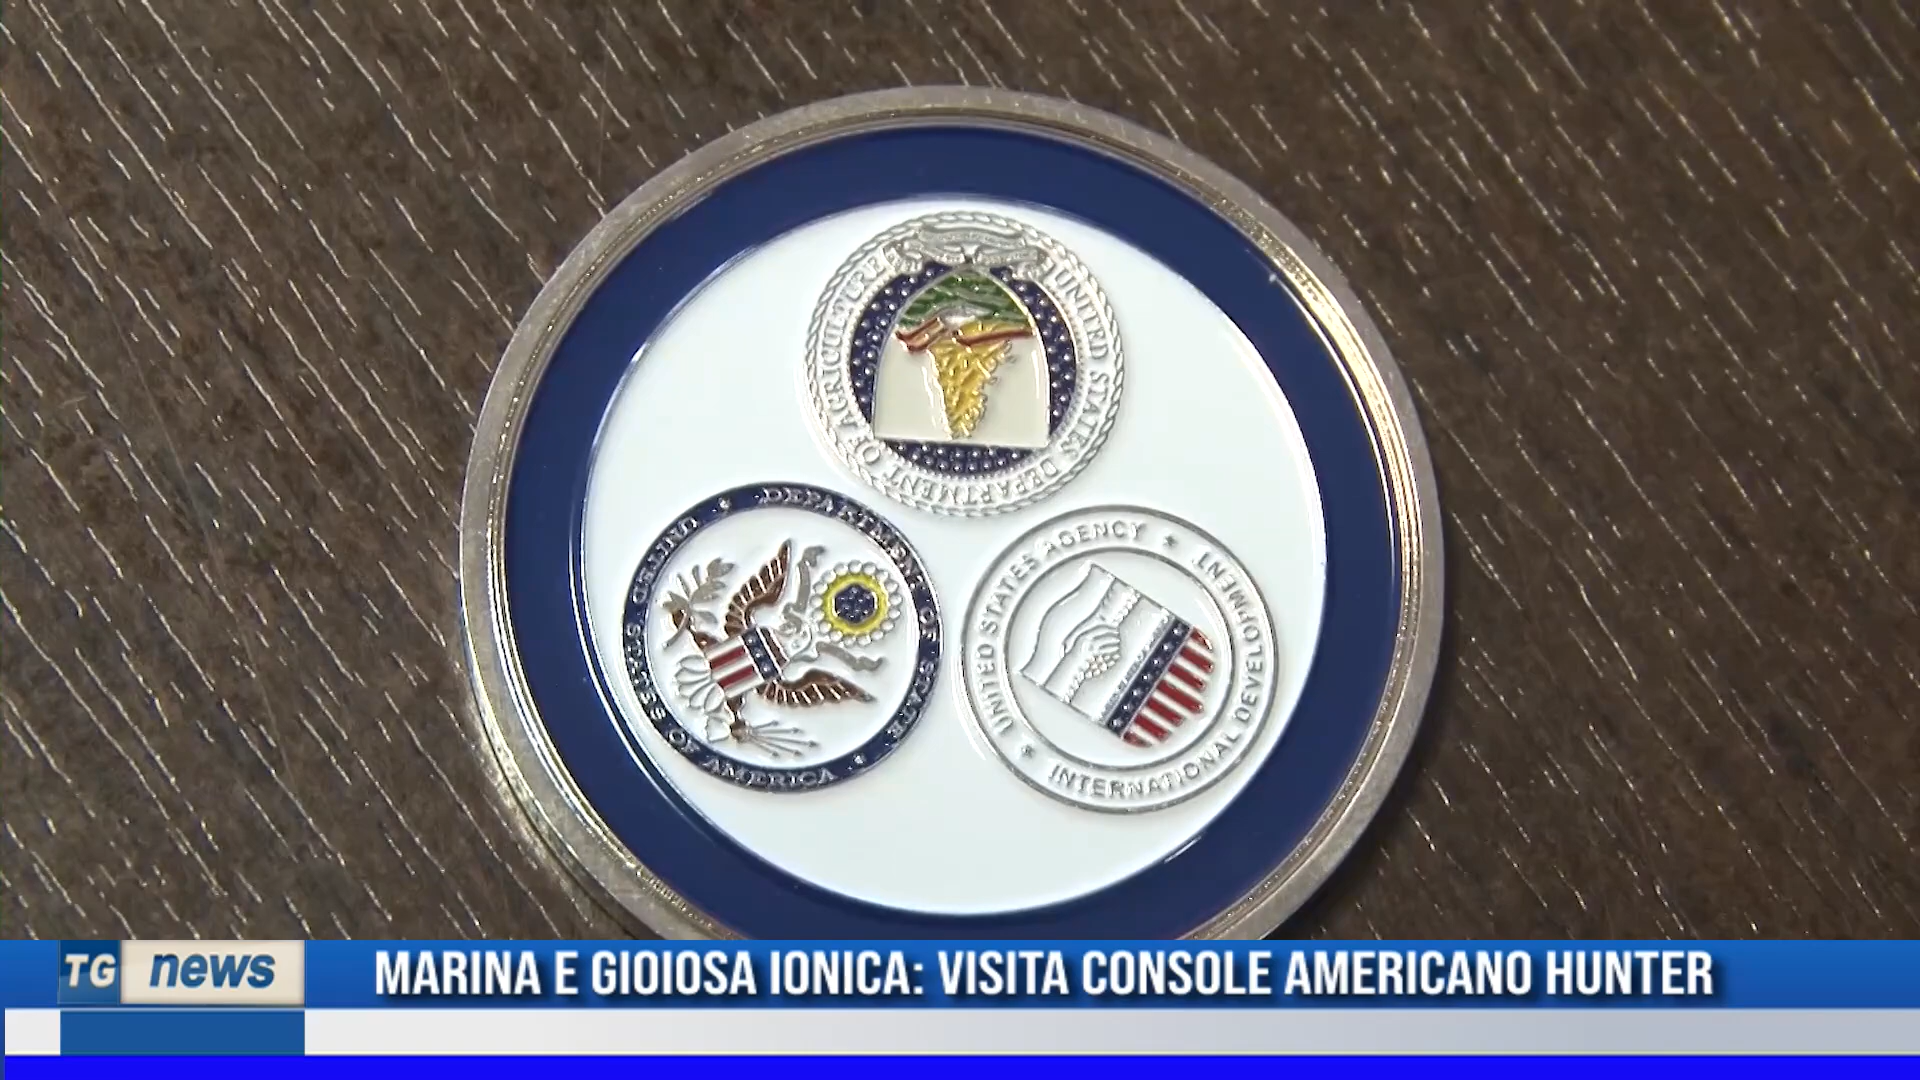 UNITED STATES DEPARTMENT OF AGRICULTURE
UNITED STATES OF AMERICA
DEPARTMENT OF STATE
UNITED STATES AGENCY
INTERNATIONAL DEVELOPMENT
TG news
MARINA E GIOIOSA IONICA: VISITA CONSOLE AMERICANO HUNTER